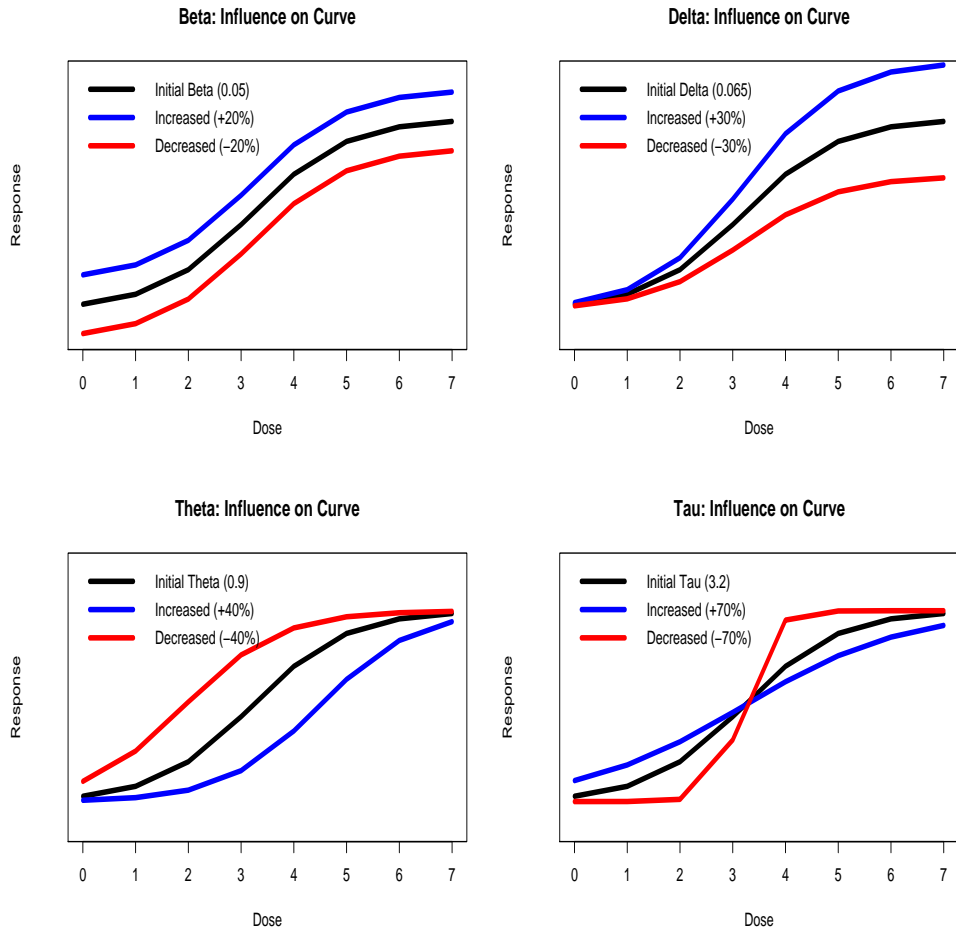 Beta: Influence on Curve
Initial Beta (0.05)
Increased (+20%)
Decreased (−20%)
Response
0 1 2 3 4 5 6 7
Dose
Delta: Influence on Curve
Initial Delta (0.065)
Increased (+30%)
Decreased (−30%)
Response
0 1 2 3 4 5 6 7
Dose
Theta: Influence on Curve
Initial Theta (0.9)
Increased (+40%)
Decreased (−40%)
Response
0 1 2 3 4 5 6 7
Dose
Tau: Influence on Curve
Initial Tau (3.2)
Increased (+70%)
Decreased (−70%)
Response
0 1 2 3 4 5 6 7
Dose